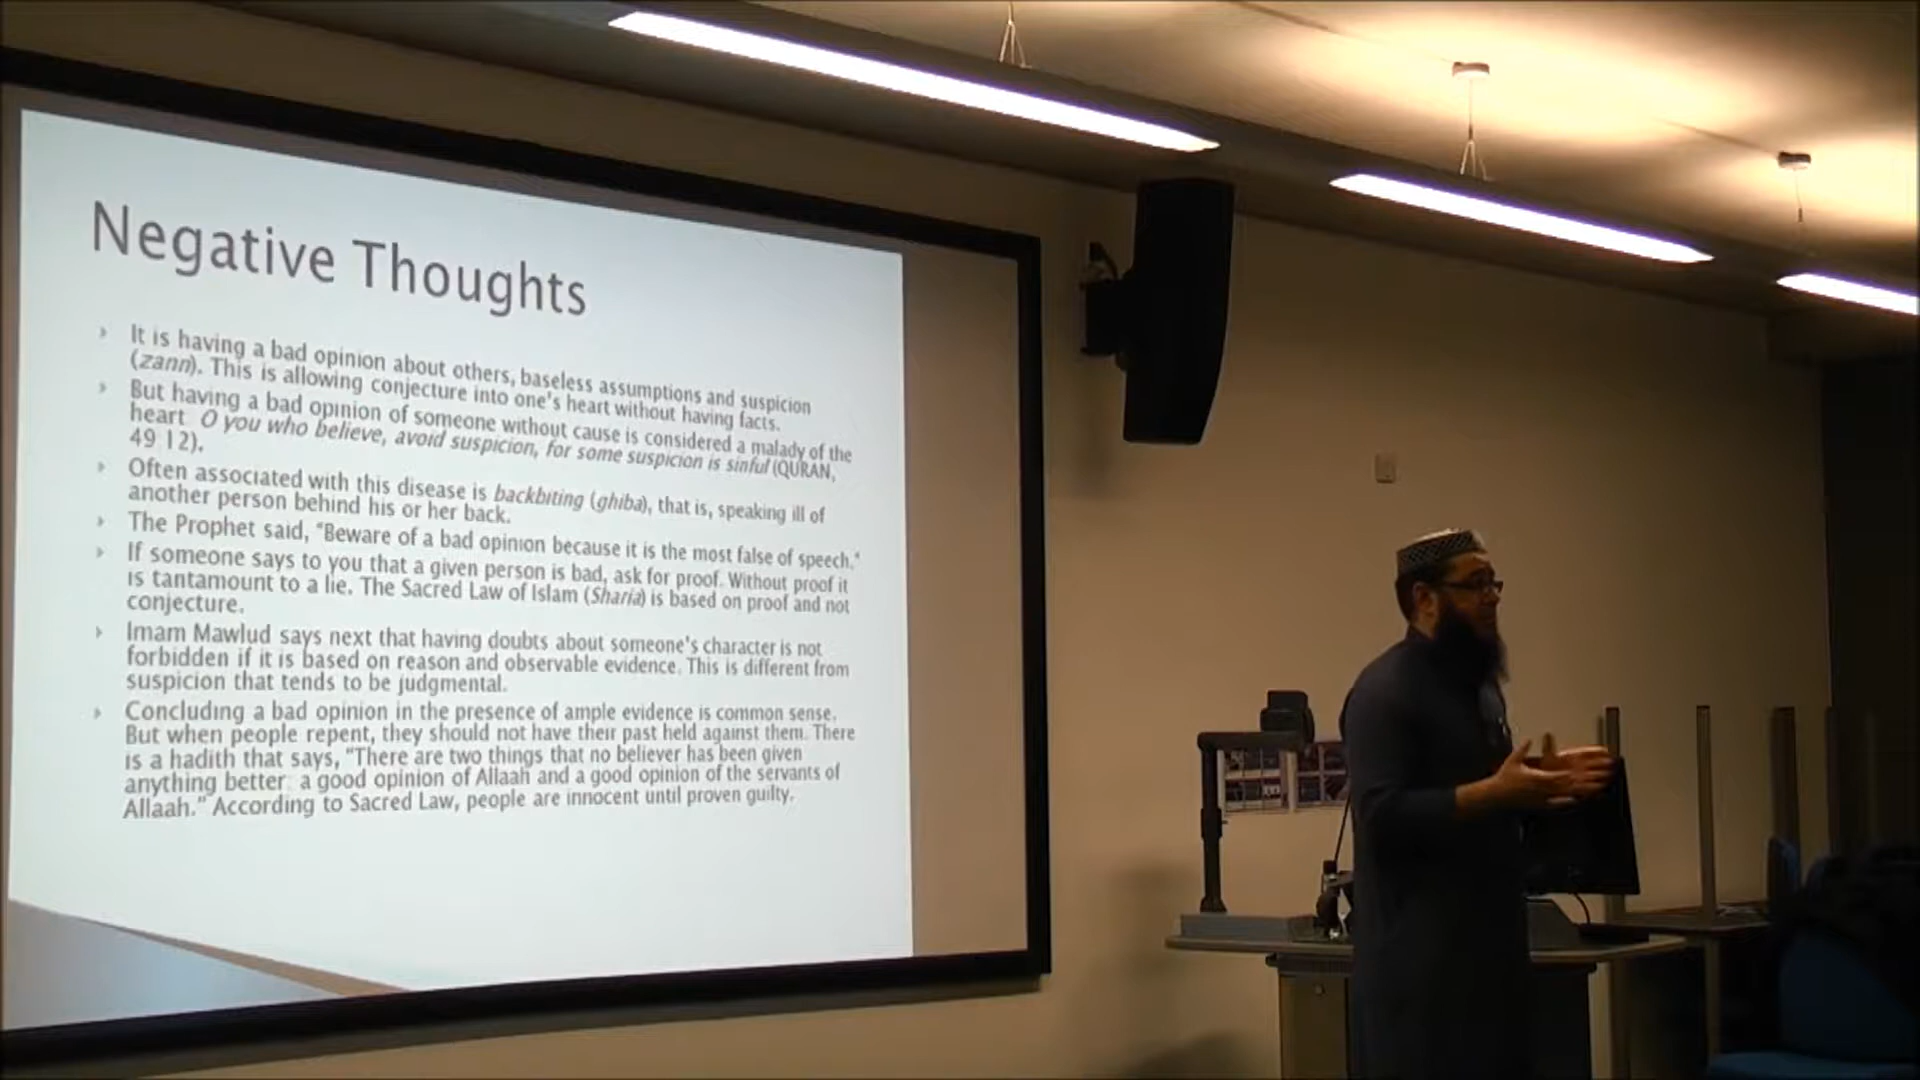 Negative Thoughts
It is having a bad opinion about others, baseless assumptions and suspicion
(zann). This is allowing conjecture into one's heart without having facts.
But having a bad opinion of someone without cause is considered a malady of the
heart. O you who believe, avoid suspicion, for some suspicion is sinful (QURAN,
49:12).
Often associated with this disease is backbiting (ghiba), that is, speaking ill of
another person behind his or her back.
The Prophet said, "Beware of a bad opinion because it is the most false of speech."
If someone says to you that a given person is bad, ask for proof. Without proof it
is tantamount to a lie. The Sacred Law of Islam (Sharia) is based on proof and not
conjecture.
Imam Mawlud says next that having doubts about someone's character is not
forbidden if it is based on reason and observable evidence. This is different from
suspicion that tends to be judgmental.
Concluding a bad opinion in the presence of ample evidence is common sense.
But when people repent, they should not have their past held against them. There
is a hadith that says, "There are two things that no believer has been given
anything better: a good opinion of Allaah and a good opinion of the servants of
Allaah." According to Sacred Law, people are innocent until proven guilty.